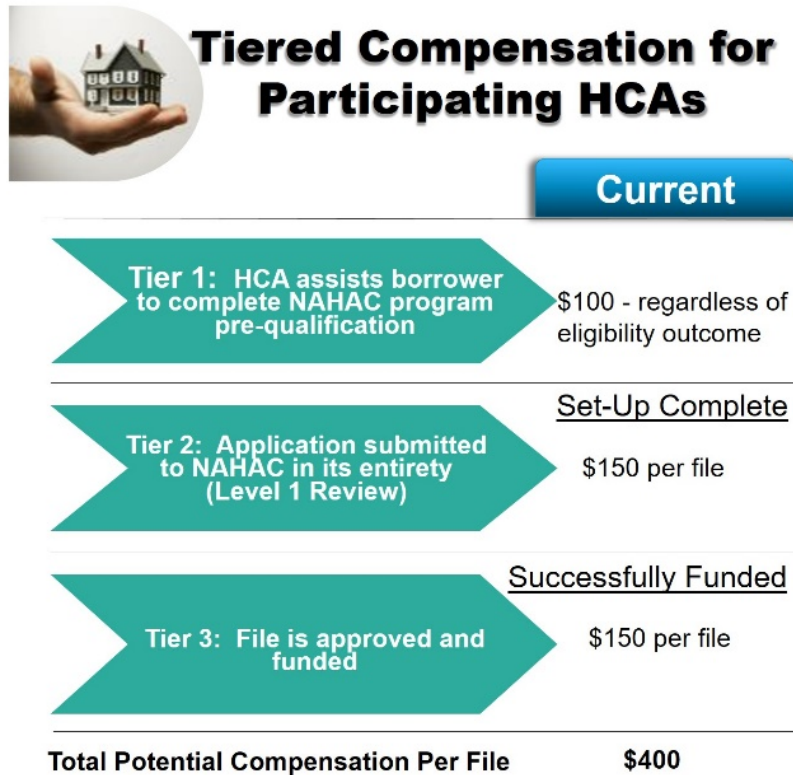 Tiered Compensation for
Participating HCAs
Current
Tier 1:  HCA assists borrower
to complete NAHAC program
pre-qualification
$100 - regardless of
eligibility outcome
Set-Up Complete
Tier 2:  Application submitted
to NAHAC in its entirety
(Level 1 Review)
$150 per file
Successfully Funded
Tier 3:  File is approved and
funded
$150 per file
Total Potential Compensation Per File $400